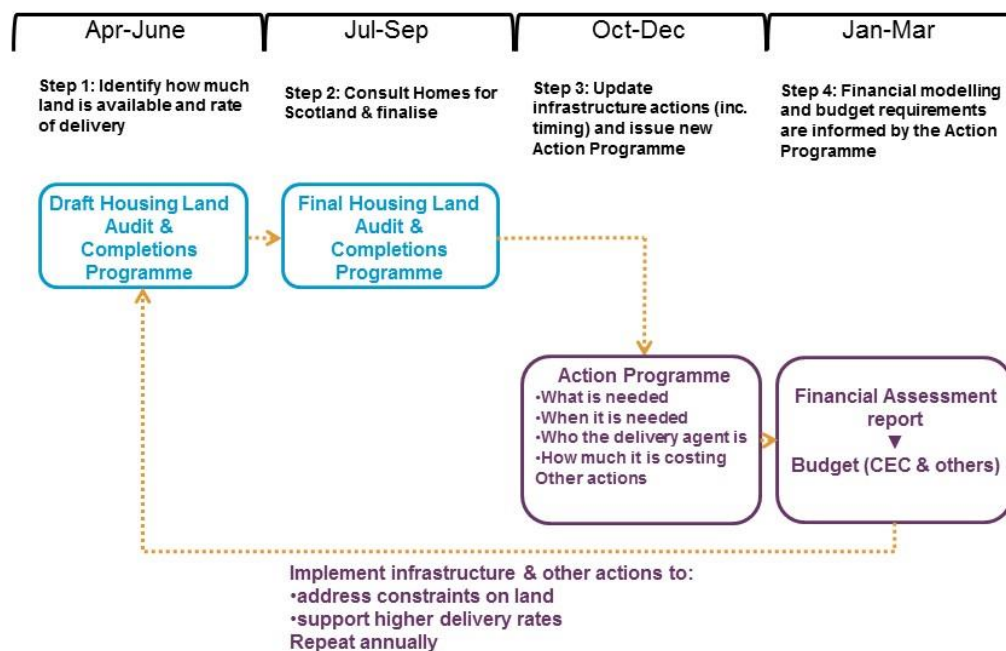 Apr-June
Jul-Sep
Oct-Dec
Jan-Mar
Step 1: Identify how much
land is available and rate
of delivery
Step 2: Consult Homes for
Scotland & finalise
Step 3: Update
infrastructure actions (inc.
timing) and issue new
Action Programme
Step 4: Financial modelling
and budget requirements
are informed by the Action
Programme
Draft Housing Land
Audit &
Completions
Programme
Final Housing Land
Audit &
Completions
Programme
Action Programme
•What is needed
•When it is needed
•Who the delivery agent is
•How much it is costing
Other actions
Financial Assessment
report
▼
Budget (CEC & others)
Implement infrastructure & other actions to:
•address constraints on land
•support higher delivery rates
Repeat annually